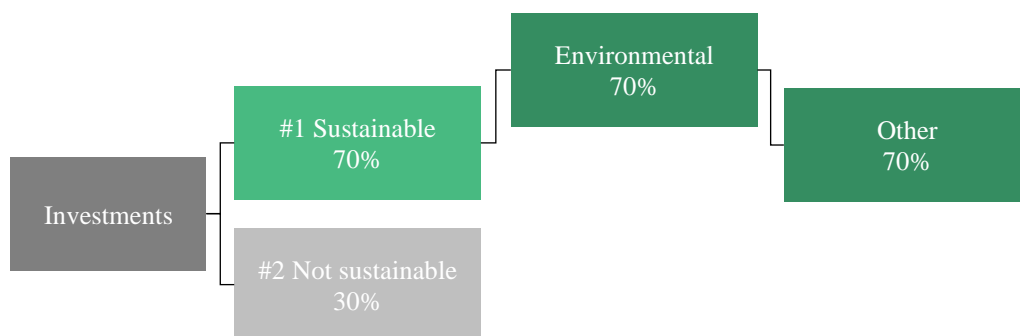 Investments
#1 Sustainable
70%
#2 Not sustainable
30%
Environmental
70%
Other
70%